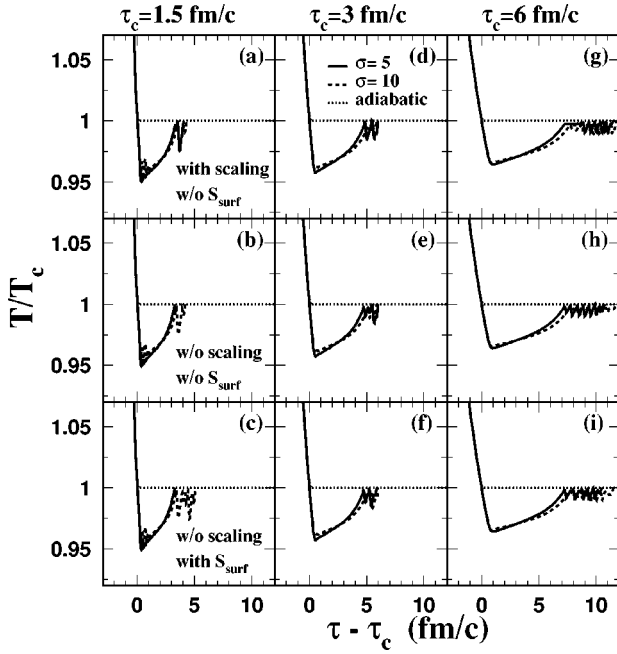 τc=1.5 fm/c τc=3 fm/c τc=6 fm/c
1.05 (a) (d) (g)
σ= 5
σ= 10
adiabatic
1
with scaling
0.95 w/o Ssurf
1.05 (b) (e) (h)
1
w/o scaling
0.95 w/o Ssurf
1.05 (c) (f) (i)
1
w/o scaling
0.95 with Ssurf
T/Tc
0 5 10 0 5 10 0 5 10
τ - τc (fm/c)